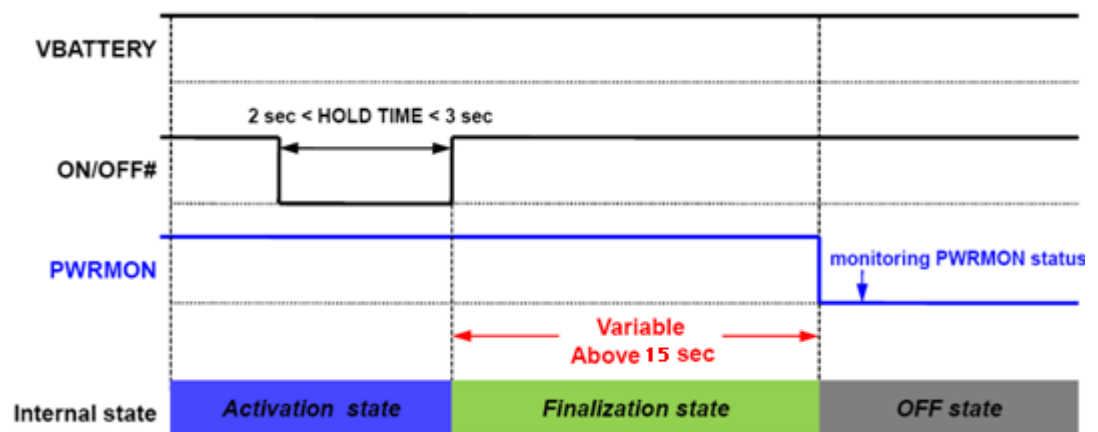 VBATTERY
2 sec < HOLD TIME < 3 sec
ON/OFF#
PWRMON
monitoring PWRMON status
Variable
Above 15 sec
Internal state
Activation state
Finalization state
OFF state